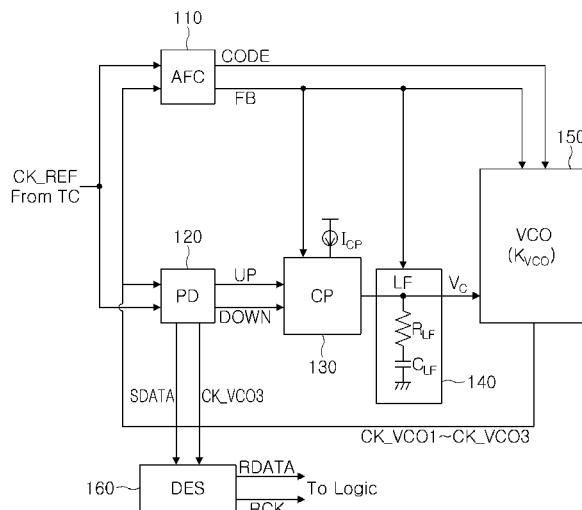 110
CODE
AFC
FB
150
CK_REF
From TC
VCO
(KVCO)
120
ICP
UP
LF
VC
PD
CP
DOWN
RLF
130
CLF
140
SDATA
CK_VCO3
CK_VCO1~CK_VCO3
RDATA
160
DES
To Logic
RCK